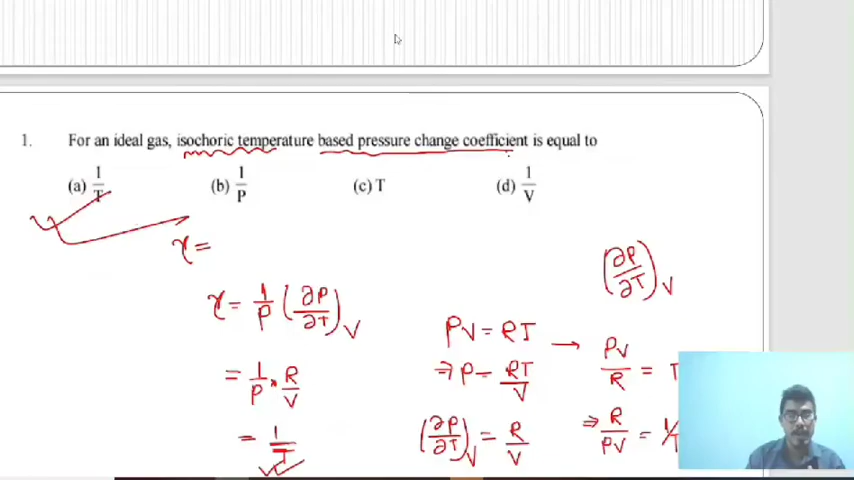 1. For an ideal gas, isochoric temperature based pressure change coefficient is equal to
(a) 1/T (b) 1/P (c) T (d) 1/V
γ =
(∂P/∂T)V
γ = 1/P (∂P/∂T)V
PV = RT → PV/R = T
= 1/P · R/V
⇒ P = RT/V
= 1/T
(∂P/∂T)V = R/V
⇒ R/PV = 1/T